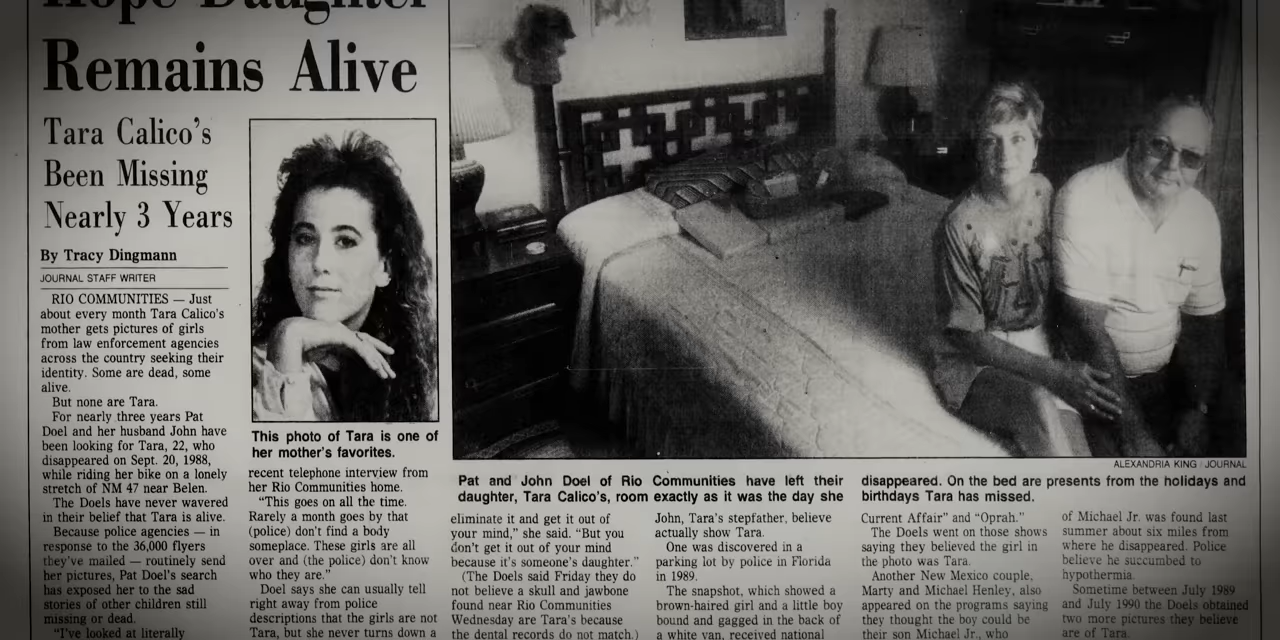 Hope Daughter
Remains Alive
Tara Calico's
Been Missing
Nearly 3 Years
By Tracy Dingmann
JOURNAL STAFF WRITER
RIO COMMUNITIES — Just
about every month Tara Calico's
mother gets pictures of girls
from law enforcement agencies
across the country seeking their
identity. Some are dead, some
alive.
But none are Tara.
For nearly three years Pat
Doel and her husband John have
been looking for Tara, 22, who
disappeared on Sept. 20, 1988,
while riding her bike on a lonely
stretch of NM 47 near Belen.
The Doels have never wavered
in their belief that Tara is alive.
Because police agencies — in
response to the 36,000 flyers
they've mailed — routinely send
her pictures, Pat Doel's search
has exposed her to the sad
stories of other children still
missing or dead.
"I've looked at literally
This photo of Tara is one of
her mother's favorites.
recent telephone interview from
her Rio Communities home.
"This goes on all the time.
Rarely a month goes by that
(police) don't find a body
someplace. These girls are all
over and (the police) don't know
who they are."
Doel says she can usually tell
right away from police
descriptions that the girls are not
Tara, but she never turns down a
ALEXANDRIA KING / JOURNAL
Pat and John Doel of Rio Communities have left their
daughter, Tara Calico's, room exactly as it was the day she
disappeared. On the bed are presents from the holidays and
birthdays Tara has missed.
eliminate it and get it out of
your mind," she said. "But you
don't get it out of your mind
because it's someone's daughter."
(The Doels said Friday they do
not believe a skull and jawbone
found near Rio Communities
Wednesday are Tara's because
the dental records do not match.)
John, Tara's stepfather, believe
actually show Tara.
One was discovered in a
parking lot by police in Florida
in 1989.
The snapshot, which showed a
brown-haired girl and a little boy
bound and gagged in the back of
a white van, received national
Current Affair" and "Oprah."
The Doels went on those shows
saying they believed the girl in
the photo was Tara.
Another New Mexico couple,
Marty and Michael Henley, also
appeared on the programs saying
they thought the boy could be
their son Michael Jr., who
of Michael Jr. was found last
summer about six miles from
where he disappeared. Police
believe he succumbed to
hypothermia.
Sometime between July 1989
and July 1990 the Doels obtained
two more pictures they believe
are of Tara.